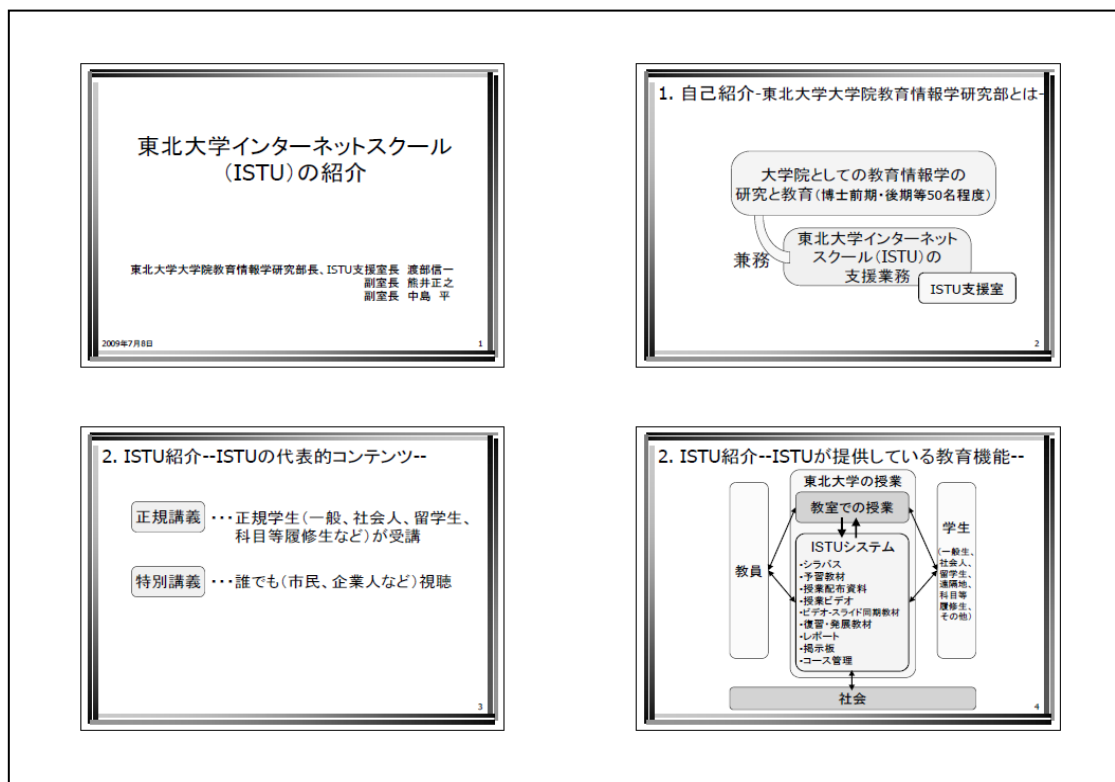 東北大学インターネットスクール
（ISTU）の紹介
東北大学大学院教育情報学研究部長、ISTU支援室長　渡部信一
副室長　熊井正之
副室長　中島　平
2009年7月8日
1
1. 自己紹介-東北大学大学院教育情報学研究部とは-
大学院としての教育情報学の
研究と教育（博士前期・後期等50名程度）
兼務
東北大学インターネット
スクール（ISTU）の
支援業務
ISTU支援室
2
2. ISTU紹介--ISTUの代表的コンテンツ--
正規講義 ・・・正規学生（一般、社会人、留学生、
科目等履修生など）が受講
特別講義 ・・・誰でも（市民、企業人など）視聴
3
2. ISTU紹介--ISTUが提供している教育機能--
東北大学の授業
教室での授業
ISTUシステム
-シラバス
-予習教材
-授業配布資料
-授業ビデオ
-ビデオ-スライド同期教材
-復習・発展教材
-レポート
-掲示板
-コース管理
教員
学生
（一般生、
社会人、
留学生、
遠隔地、
科目等
履修生、
その他）
社会
4